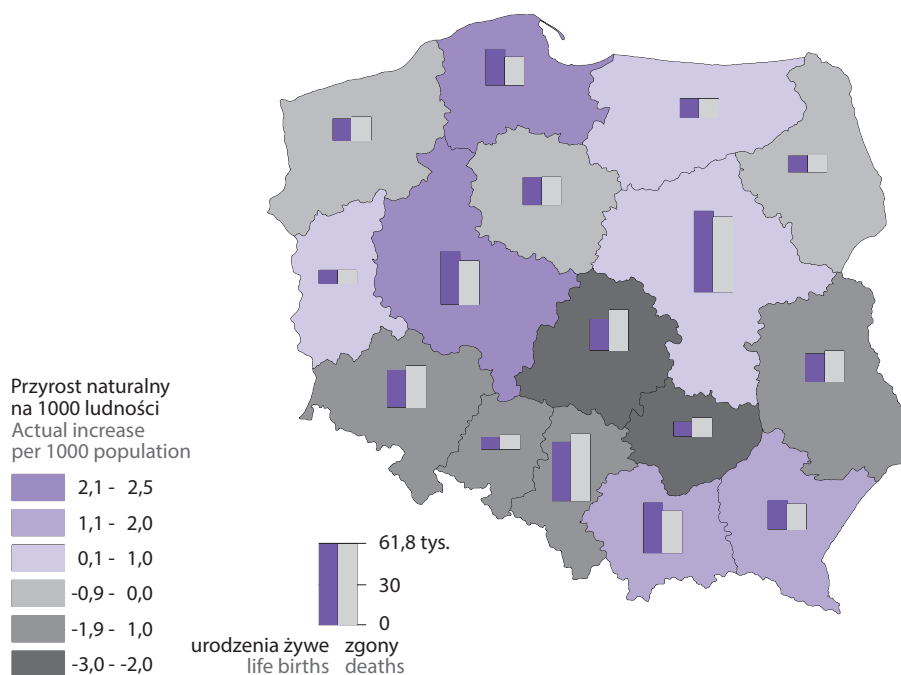 Przyrost naturalny
na 1000 ludności
Actual increase
per 1000 population
2,1 - 2,5
1,1 - 2,0
0,1 - 1,0
-0,9 - 0,0
-1,9 - 1,0
-3,0 - -2,0
61,8 tys.
30
0
urodzenia żywe zgony
life births deaths